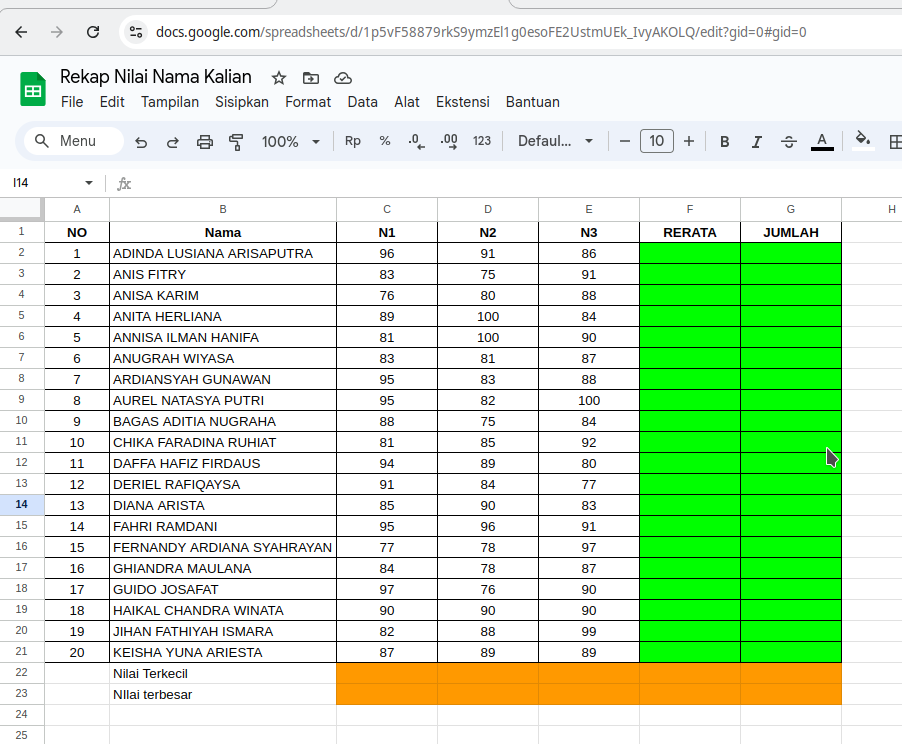 docs.google.com/spreadsheets/d/1p5vF58879rkS9ymzEl1g0esoFE2UstmUEk_IvyAKOLQ/edit?gid=0#gid=0
Rekap Nilai Nama Kalian
File Edit Tampilan Sisipkan Format Data Alat Ekstensi Bantuan
Menu 100% Rp % .0 .00 123 Defaul... 10 B I S A
I14 fx
A B C D E F G H
1 NO Nama N1 N2 N3 RERATA JUMLAH
2 1 ADINDA LUSIANA ARISAPUTRA 96 91 86
3 2 ANIS FITRY 83 75 91
4 3 ANISA KARIM 76 80 88
5 4 ANITA HERLIANA 89 100 84
6 5 ANNISA ILMAN HANIFA 81 100 90
7 6 ANUGRAH WIYASA 83 81 87
8 7 ARDIANSYAH GUNAWAN 95 83 88
9 8 AUREL NATASYA PUTRI 95 82 100
10 9 BAGAS ADITIA NUGRAHA 88 75 84
11 10 CHIKA FARADINA RUHIAT 81 85 92
12 11 DAFFA HAFIZ FIRDAUS 94 89 80
13 12 DERIEL RAFIQAYSA 91 84 77
14 13 DIANA ARISTA 85 90 83
15 14 FAHRI RAMDANI 95 96 91
16 15 FERNANDY ARDIANA SYAHRAYAN 77 78 97
17 16 GHIANDRA MAULANA 84 78 87
18 17 GUIDO JOSAFAT 97 76 90
19 18 HAIKAL CHANDRA WINATA 90 90 90
20 19 JIHAN FATHIYAH ISMARA 82 88 99
21 20 KEISHA YUNA ARIESTA 87 89 89
22 Nilai Terkecil
23 NIlai terbesar
24
25